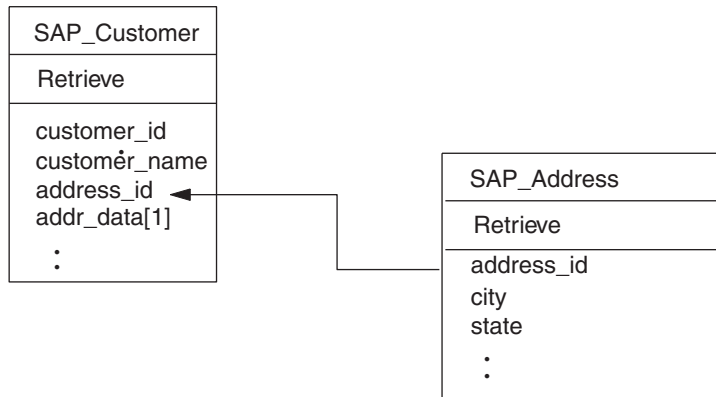 SAP_Customer
Retrieve
customer_id
customer_name
address_id
addr_data[1]
:
SAP_Address
Retrieve
address_id
city
state
: